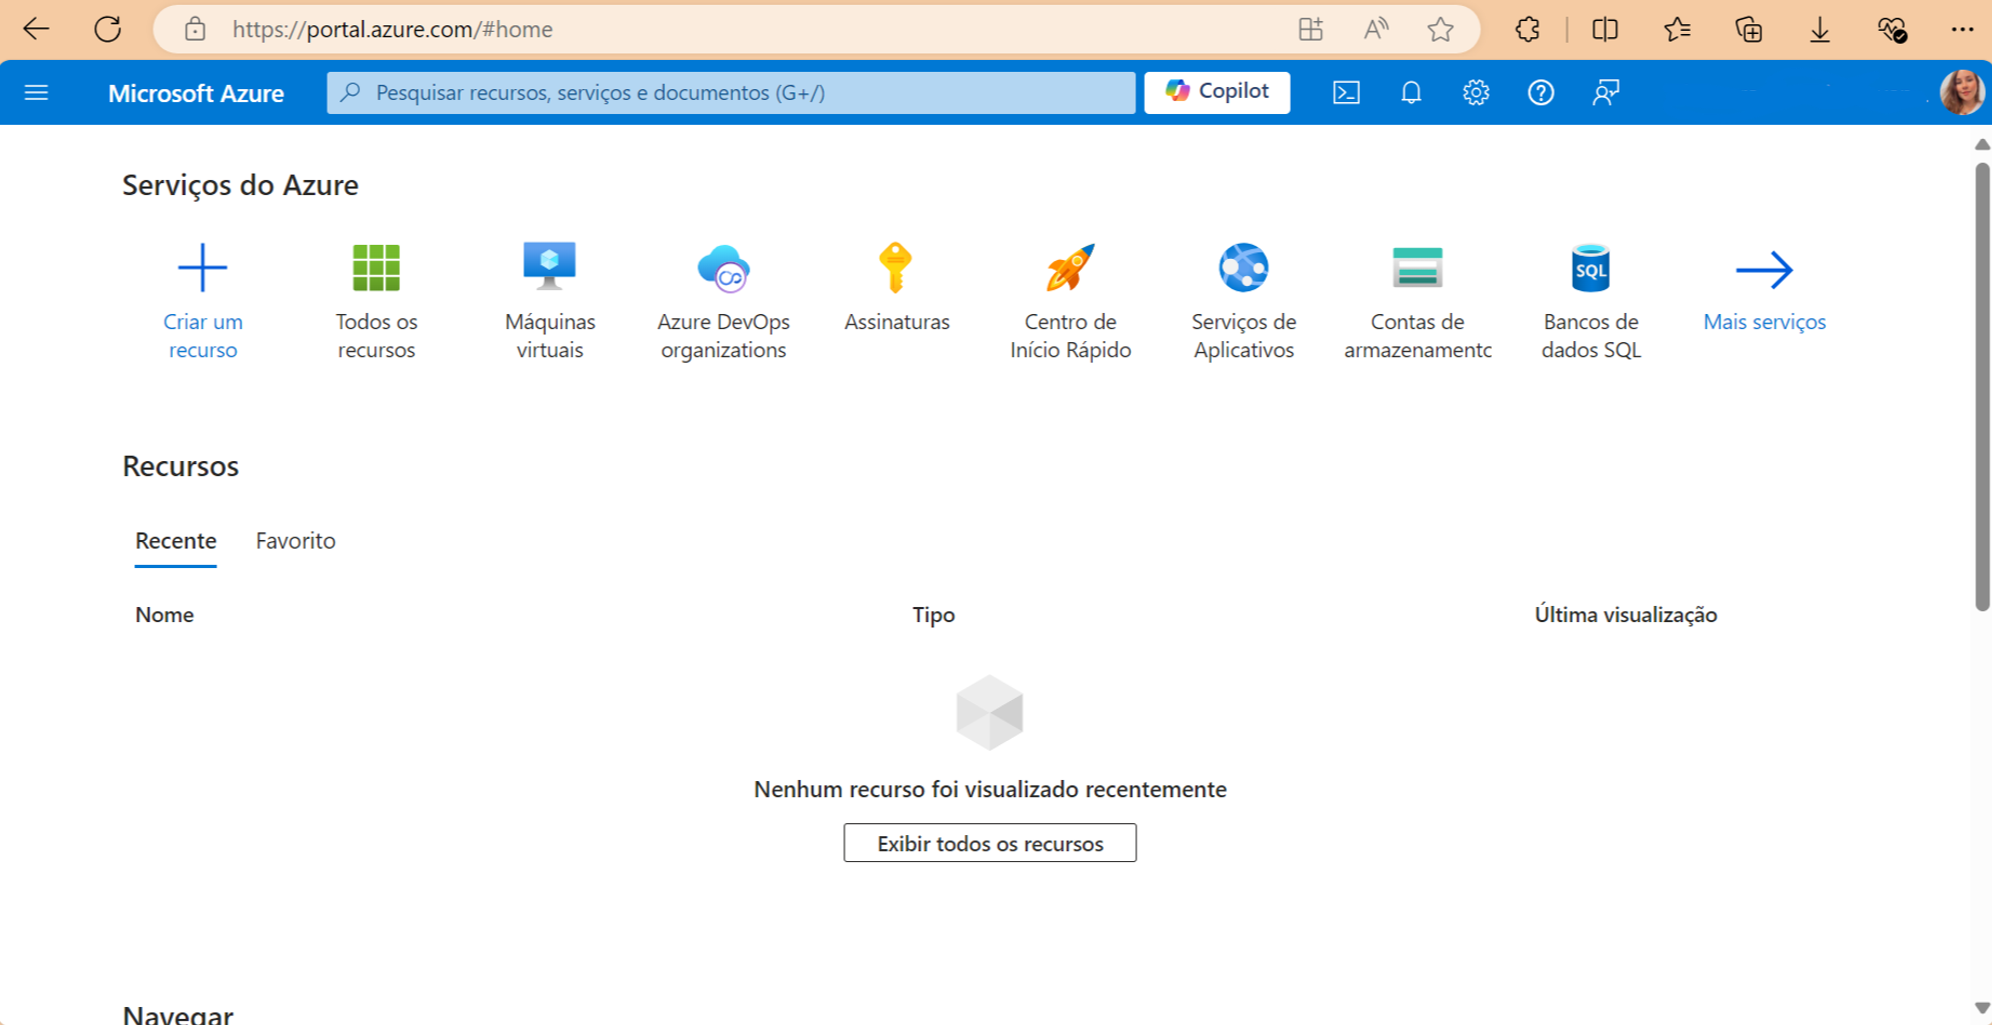 https://portal.azure.com/#home
Microsoft Azure
Pesquisar recursos, serviços e documentos (G+/)
Copilot
Serviços do Azure
Criar um
recurso
Todos os
recursos
Máquinas
virtuais
Azure DevOps
organizations
Assinaturas
Centro de
Início Rápido
Serviços de
Aplicativos
Contas de
armazenamento
Bancos de
dados SQL
SQL
Mais serviços
Recursos
Recente Favorito
Nome Tipo Última visualização
Nenhum recurso foi visualizado recentemente
Exibir todos os recursos
Navegar